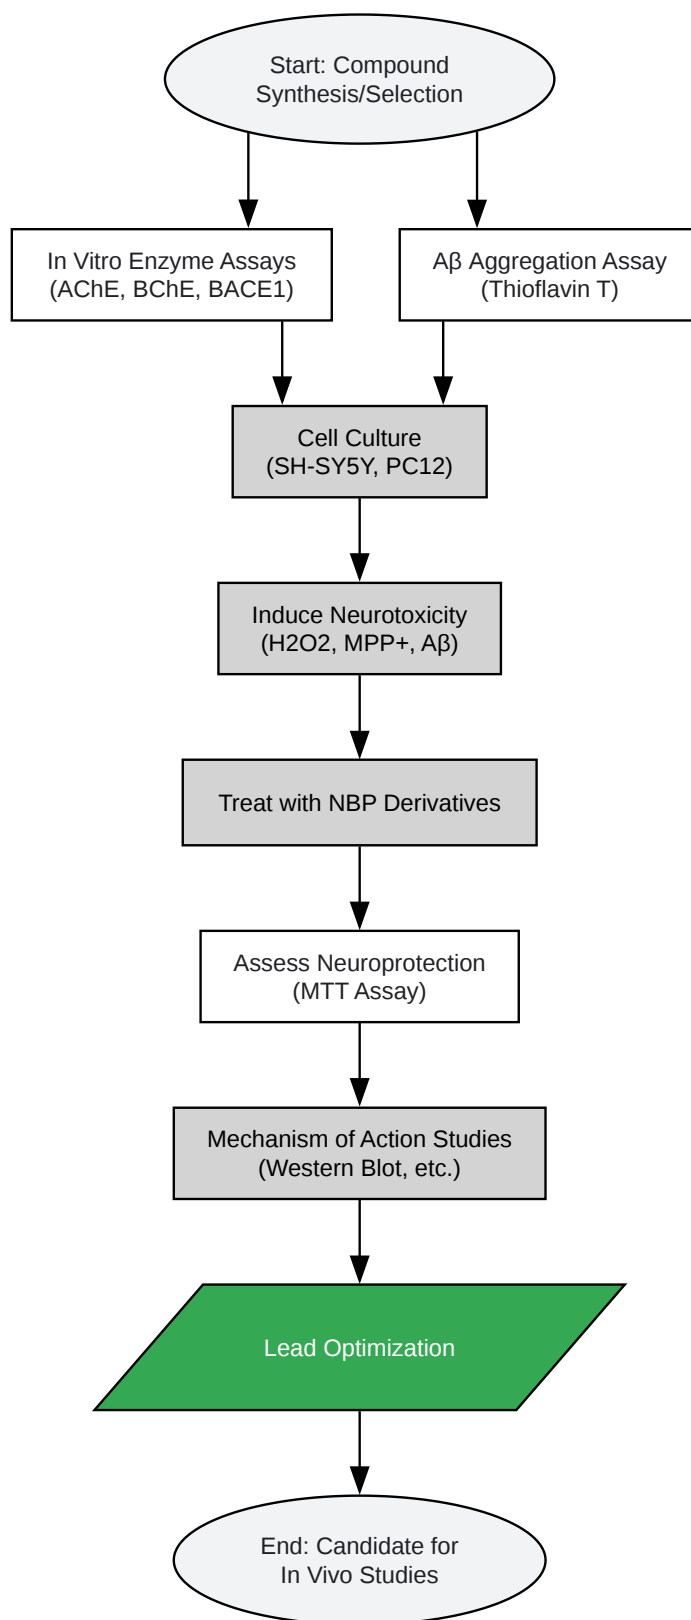 Start: Compound
Synthesis/Selection
In Vitro Enzyme Assays
(AChE, BChE, BACE1)
Aβ Aggregation Assay
(Thioflavin T)
Cell Culture
(SH-SY5Y, PC12)
Induce Neurotoxicity
(H2O2, MPP+, Aβ)
Treat with NBP Derivatives
Assess Neuroprotection
(MTT Assay)
Mechanism of Action Studies
(Western Blot, etc.)
Lead Optimization
End: Candidate for
In Vivo Studies